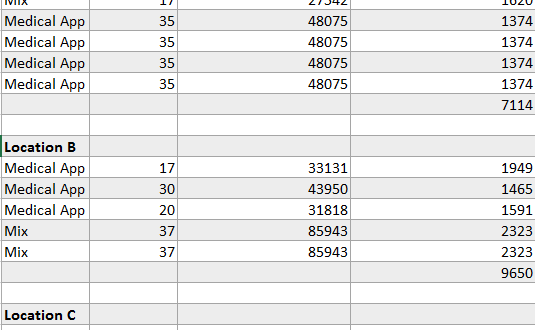 Mix 17 27542 1620
Medical App 35 48075 1374
Medical App 35 48075 1374
Medical App 35 48075 1374
Medical App 35 48075 1374
7114
Location B
Medical App 17 33131 1949
Medical App 30 43950 1465
Medical App 20 31818 1591
Mix 37 85943 2323
Mix 37 85943 2323
9650
Location C